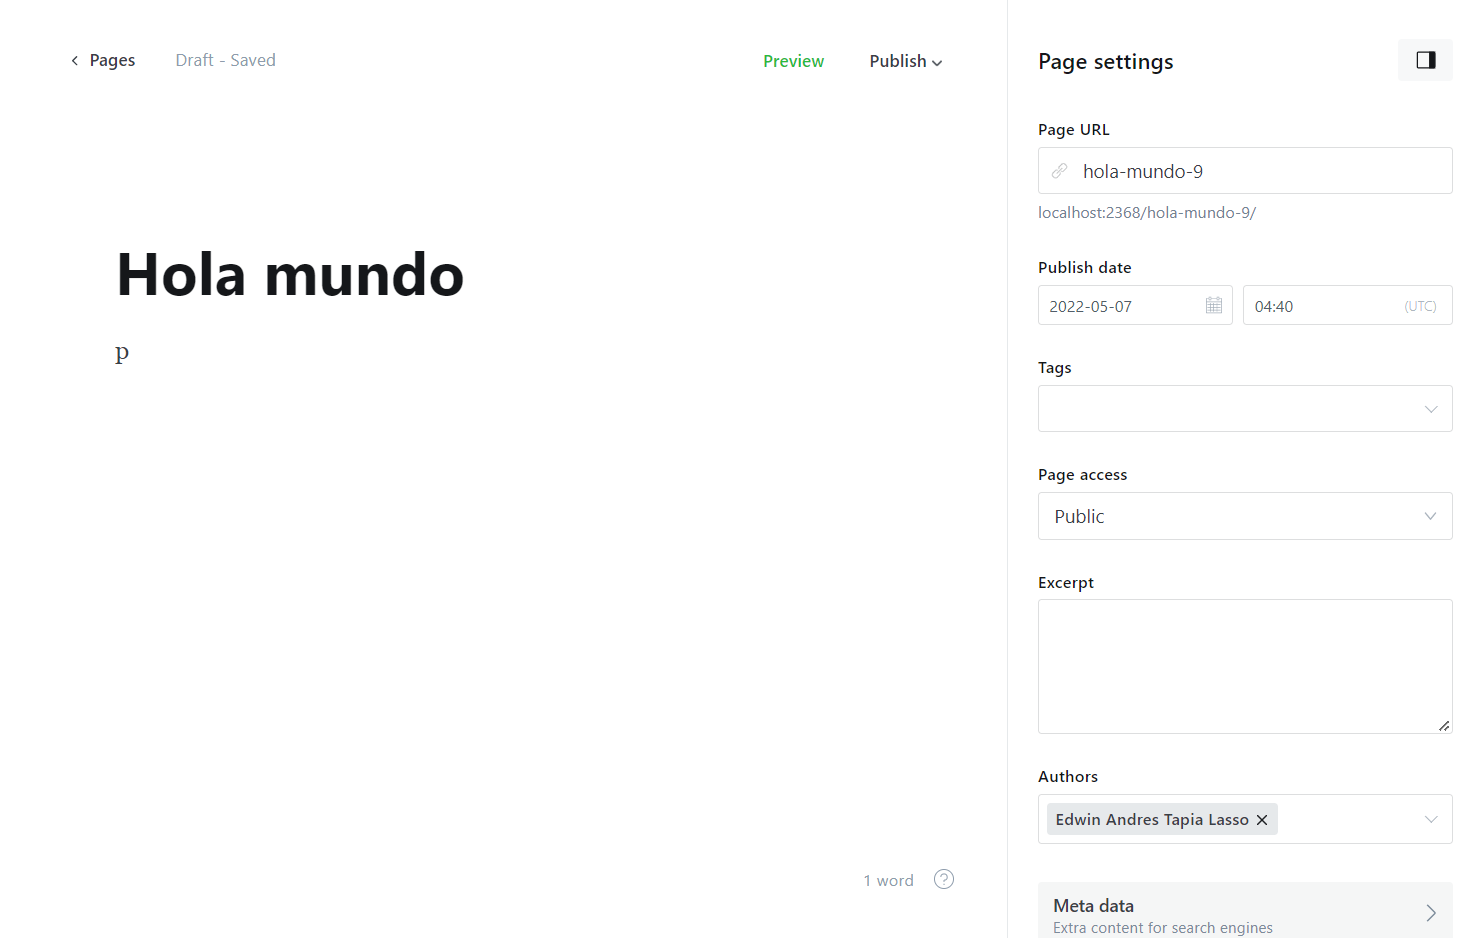 Pages
Draft - Saved
Preview
Publish
Hola mundo
p
1 word
?
Page settings
Page URL
hola-mundo-9
localhost:2368/hola-mundo-9/
Publish date
2022-05-07
04:40 (UTC)
Tags
Page access
Public
Excerpt
Authors
Edwin Andres Tapia Lasso ×
Meta data
Extra content for search engines